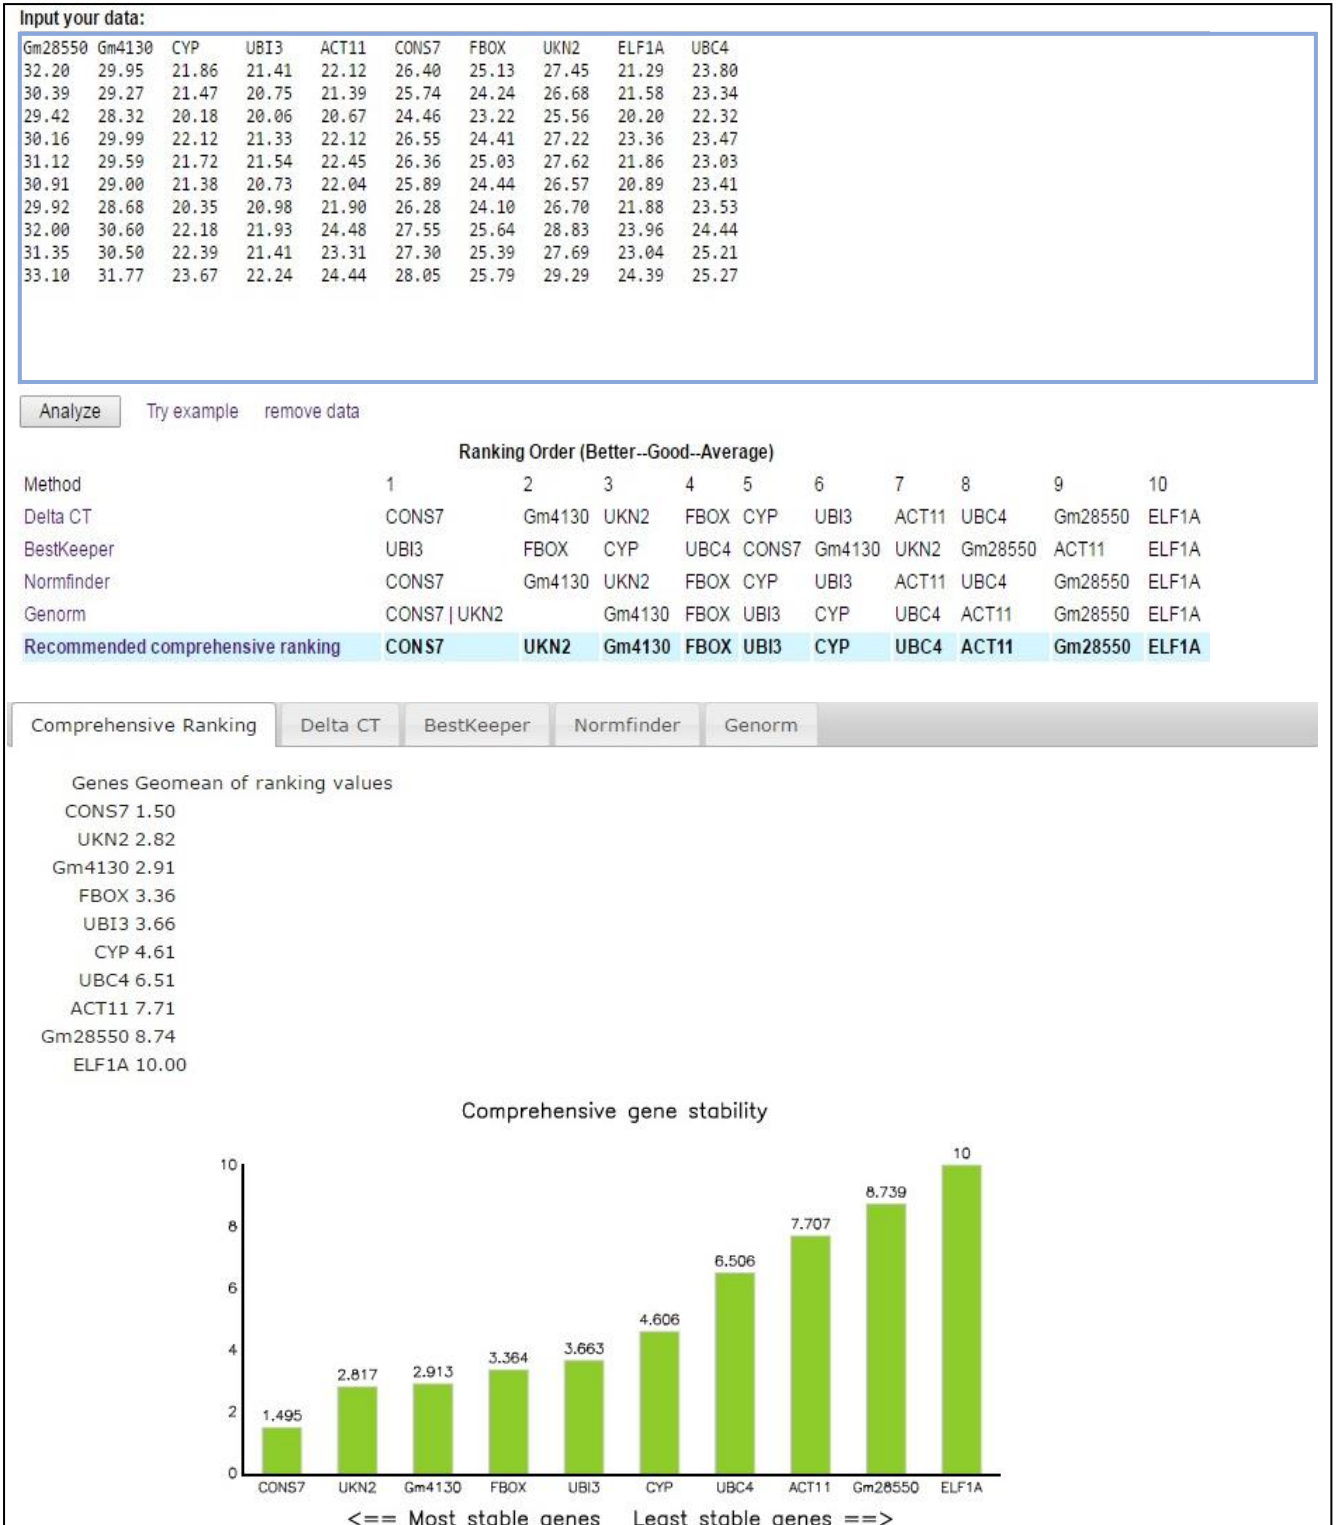 Input your data:
Gm28550 Gm4130 CYP UBI3 ACT11 CONS7 FBOX UKN2 ELF1A UBC4
32.20 29.95 21.86 21.41 22.12 26.40 25.13 27.45 21.29 23.80
30.39 29.27 21.47 20.75 21.39 25.74 24.24 26.68 21.58 23.34
29.42 28.32 20.18 20.06 20.67 24.46 23.22 25.56 20.20 22.32
30.16 29.99 22.12 21.33 22.12 26.55 24.41 27.22 23.36 23.47
31.12 29.59 21.72 21.54 22.45 26.36 25.03 27.62 21.86 23.03
30.91 29.00 21.38 20.73 22.04 25.89 24.44 26.57 20.89 23.41
29.92 28.68 20.35 20.98 21.90 26.28 24.10 26.70 21.88 23.53
32.00 30.60 22.18 21.93 24.48 27.55 25.64 28.83 23.96 24.44
31.35 30.50 22.39 21.41 23.31 27.30 25.39 27.69 23.04 25.21
33.10 31.77 23.67 22.24 24.44 28.05 25.79 29.29 24.39 25.27
Analyze Try example remove data
Ranking Order (Better--Good--Average)
Method 1 2 3 4 5 6 7 8 9 10
Delta CT CONS7 Gm4130 UKN2 FBOX CYP UBI3 ACT11 UBC4 Gm28550 ELF1A
BestKeeper UBI3 FBOX CYP UBC4 CONS7 Gm4130 UKN2 Gm28550 ACT11 ELF1A
Normfinder CONS7 Gm4130 UKN2 FBOX CYP UBI3 ACT11 UBC4 Gm28550 ELF1A
Genorm CONS7 | UKN2 Gm4130 FBOX UBI3 CYP UBC4 ACT11 Gm28550 ELF1A
Recommended comprehensive ranking CONS7 UKN2 Gm4130 FBOX UBI3 CYP UBC4 ACT11 Gm28550 ELF1A
Comprehensive Ranking Delta CT BestKeeper Normfinder Genorm
Genes Geomean of ranking values
CONS7 1.50
UKN2 2.82
Gm4130 2.91
FBOX 3.36
UBI3 3.66
CYP 4.61
UBC4 6.51
ACT11 7.71
Gm28550 8.74
ELF1A 10.00
Comprehensive gene stability
10
8
6
4
2
0
1.495 2.817 2.913 3.364 3.663 4.606 6.506 7.707 8.739 10
CONS7 UKN2 Gm4130 FBOX UBI3 CYP UBC4 ACT11 Gm28550 ELF1A
<== Most stable genes Least stable genes ==>